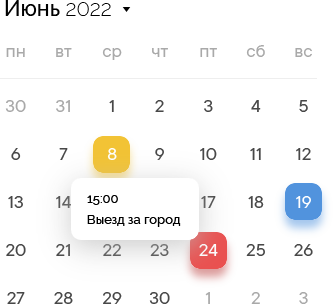 Июнь 2022
пн вт ср чт пт сб вс
30 31 1 2 3 4 5
6 7 8 9 10 11 12
13 14 17 18 19
15:00
Выезд за город
20 21 22 23 24 25 26
27 28 29 30 1 2 3